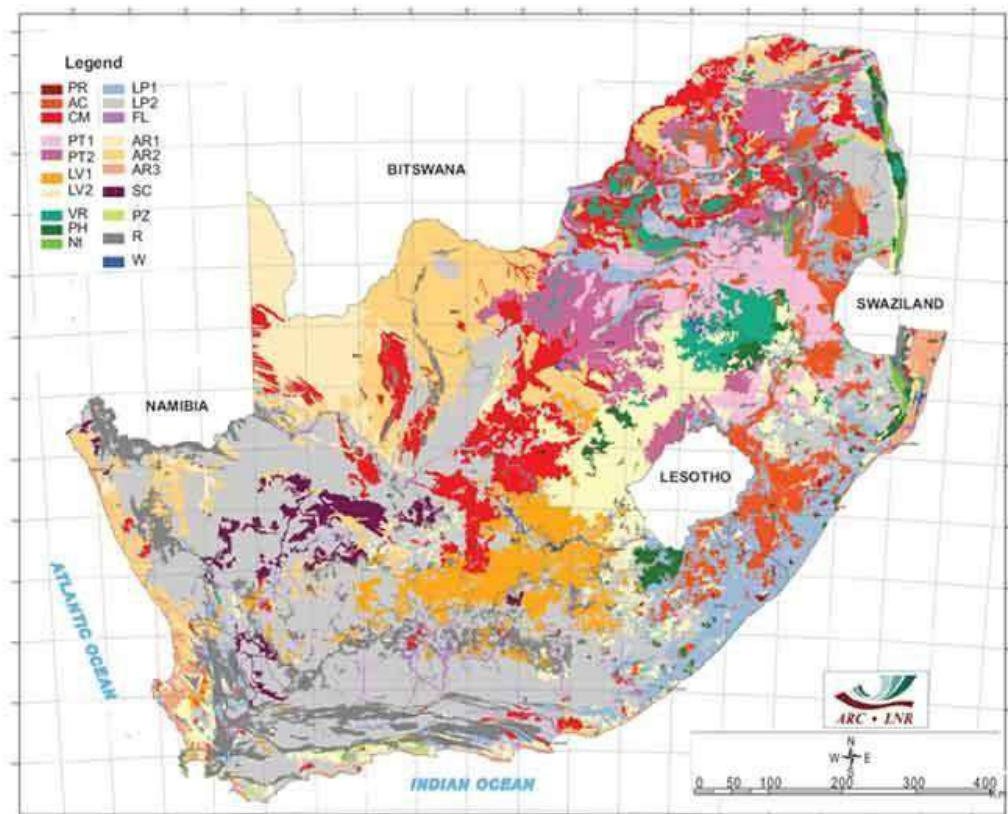 Legend
PR
AC
CM
PT1
PT2
LV1
LV2
VR
PH
Nt
LP1
LP2
FL
AR1
AR2
AR3
SC
PZ
R
W
BITSWANA
NAMIBIA
SWAZILAND
LESOTHO
ATLANTIC OCEAN
INDIAN OCEAN
ARC • LNR
N
W E
S
0 50 100 200 300 400